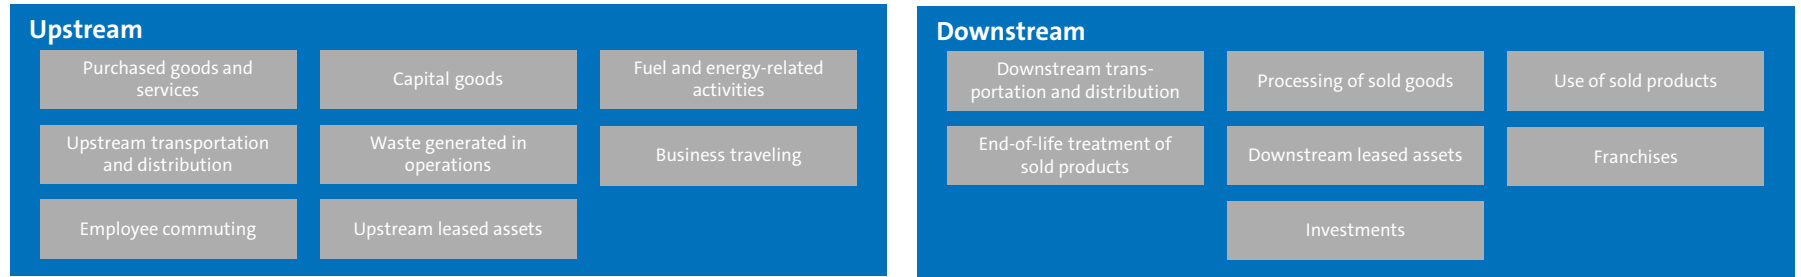 Upstream
Purchased goods and
services
Capital goods
Fuel and energy-related
activities
Upstream transportation
and distribution
Waste generated in
operations
Business traveling
Employee commuting
Upstream leased assets
Downstream
Downstream trans-
portation and distribution
Processing of sold goods
Use of sold products
End-of-life treatment of
sold products
Downstream leased assets
Franchises
Investments